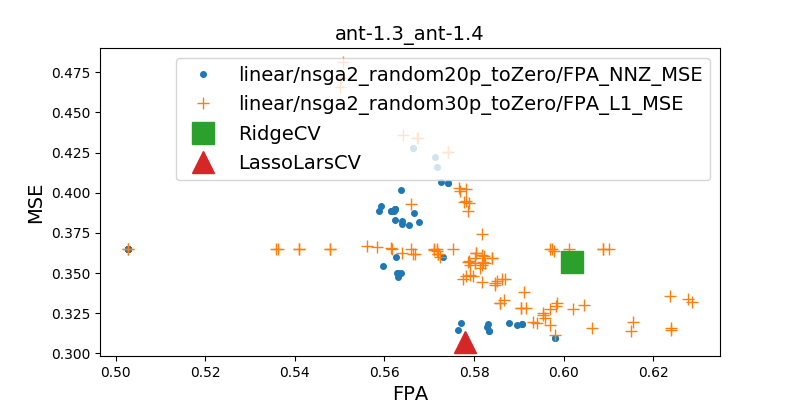 ant-1.3_ant-1.4
linear/nsga2_random20p_toZero/FPA_NNZ_MSE
linear/nsga2_random30p_toZero/FPA_L1_MSE
RidgeCV
LassoLarsCV
MSE
0.475
0.450
0.425
0.400
0.375
0.350
0.325
0.300
0.50 0.52 0.54 0.56 0.58 0.60 0.62
FPA